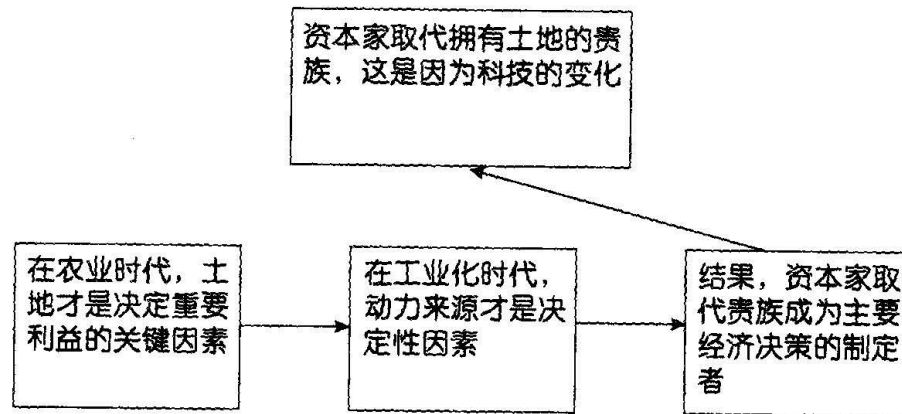 资本家取代拥有土地的贵
族，这是因为科技的变化
在农业时代，土
地才是决定重要
利益的关键因素
在工业化时代，
动力来源才是决
定性因素
结果，资本家取
代贵族成为主要
经济决策的制定
者